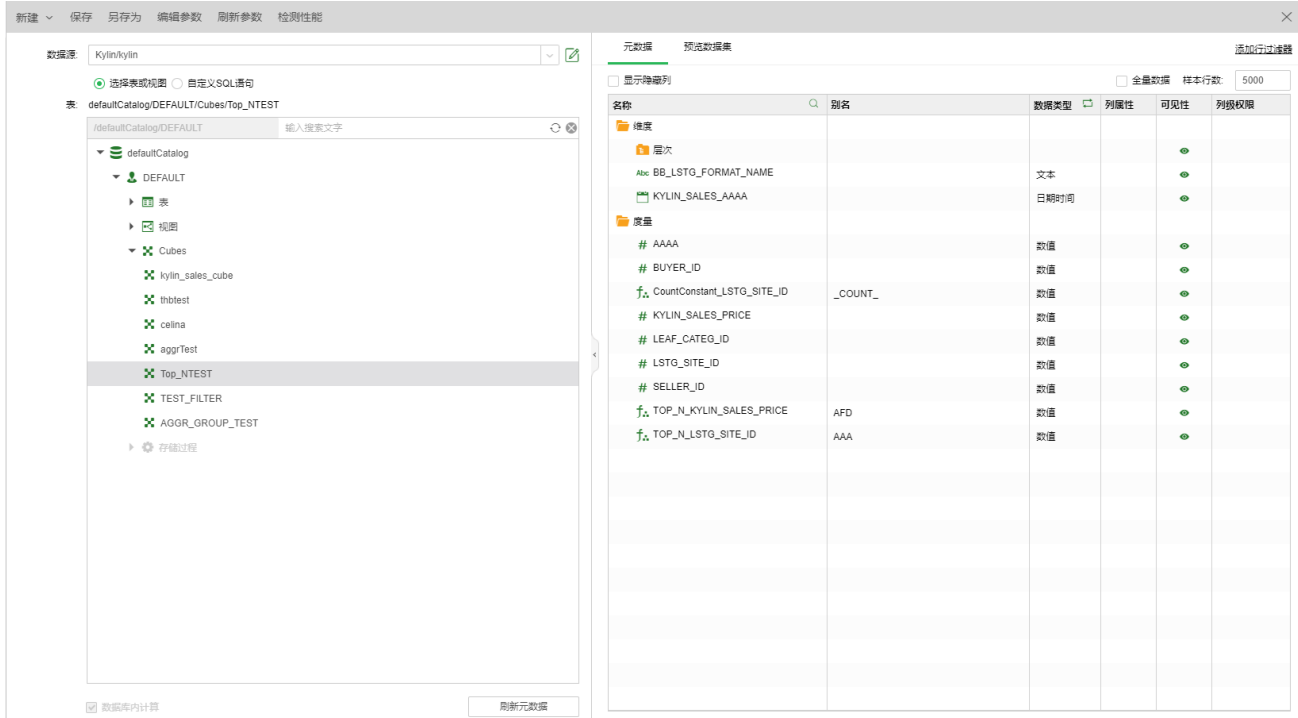 新建 保存 另存为 编辑参数 刷新参数 检测性能
数据源: Kylin/kylin
选择表或视图 自定义SQL语句
表: defaultCatalog/DEFAULT/Cubes/Top_NTEST
/defaultCatalog/DEFAULT 输入搜索文字
defaultCatalog
DEFAULT
表
视图
Cubes
kylin_sales_cube
thbtest
celina
aggrTest
Top_NTEST
TEST_FILTER
AGGR_GROUP_TEST
存储过程
数据库内计算 刷新元数据
元数据 预览数据集 添加行过滤器
显示隐藏列 全量数据 样本行数: 5000
名称 别名 数据类型 列属性 可见性 列级权限
维度
层次
Abc BB_LSTG_FORMAT_NAME 文本
KYLIN_SALES_AAAA 日期时间
度量
# AAAA 数值
# BUYER_ID 数值
CountConstant_LSTG_SITE_ID _COUNT_ 数值
# KYLIN_SALES_PRICE 数值
# LEAF_CATEG_ID 数值
# LSTG_SITE_ID 数值
# SELLER_ID 数值
TOP_N_KYLIN_SALES_PRICE AFD 数值
TOP_N_LSTG_SITE_ID AAA 数值